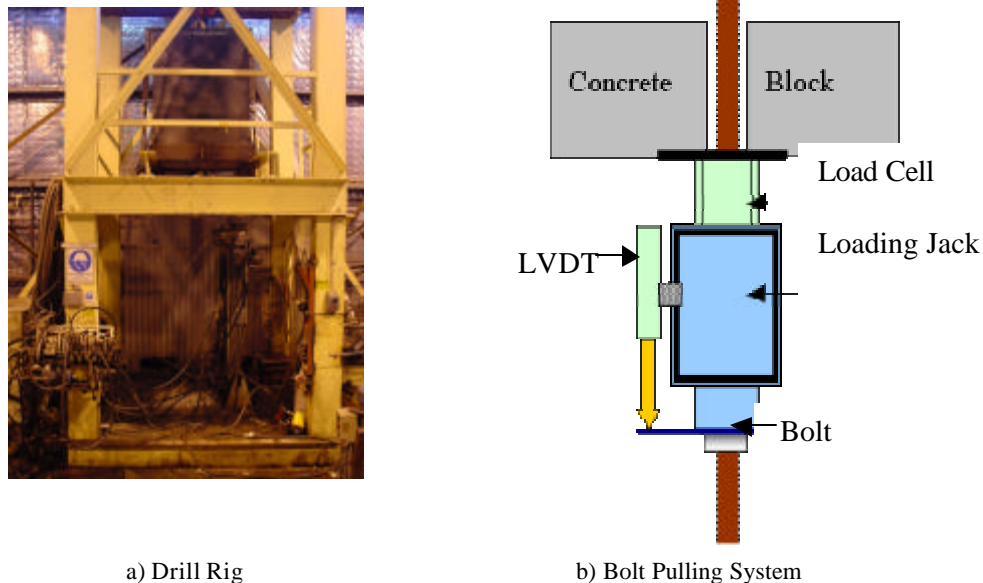 Concrete
Block
Load Cell
Loading Jack
LVDT
Bolt
a) Drill Rig
b) Bolt Pulling System